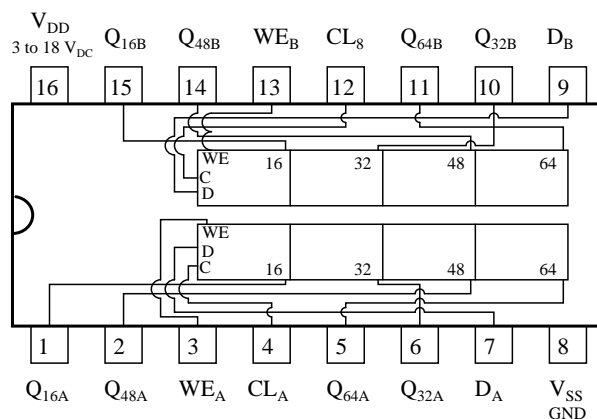 V_DD Q_16B Q_48B WE_B CL_8 Q_64B Q_32B D_B
3 to 18 V_DC
16 15 14 13 12 11 10 9
WE 16 32 48 64
C
D
WE
D
C 16 32 48 64
1 2 3 4 5 6 7 8
Q_16A Q_48A WE_A CL_A Q_64A Q_32A D_A V_SS
GND